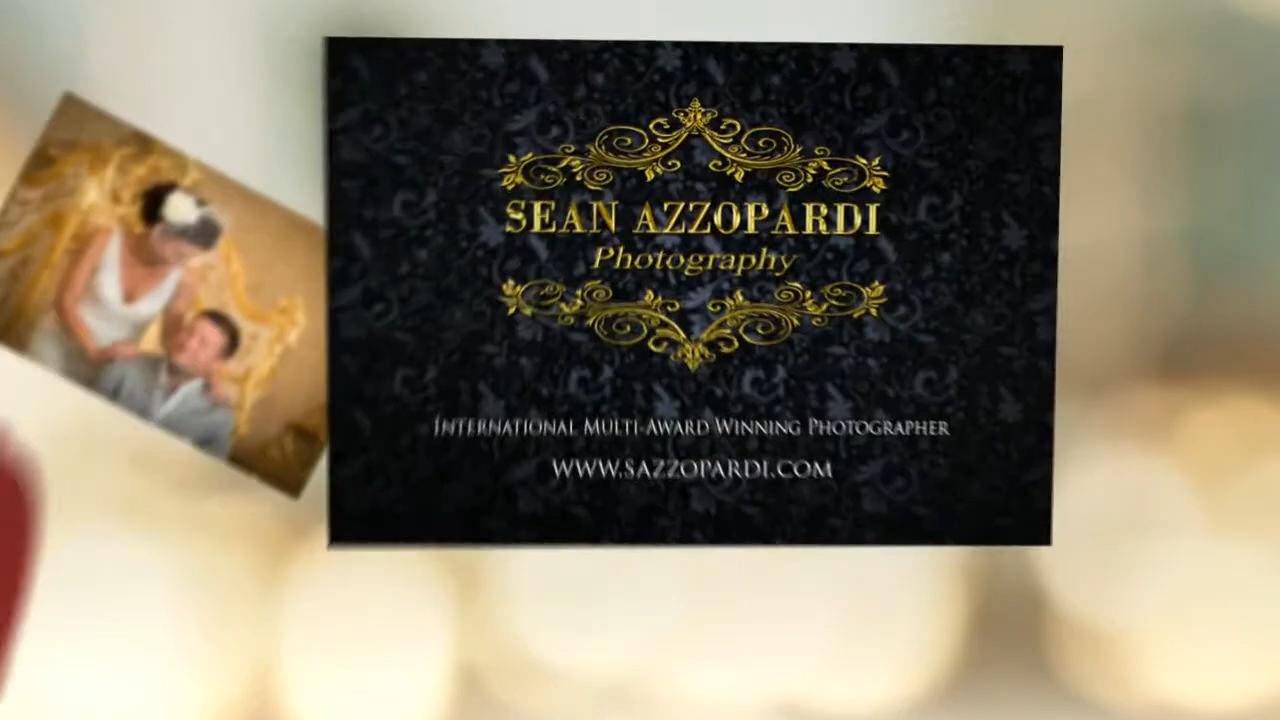 SEAN AZZOPARDI
Photography
INTERNATIONAL MULTI-AWARD WINNING PHOTOGRAPHER
WWW.SAZZOPARDI.COM